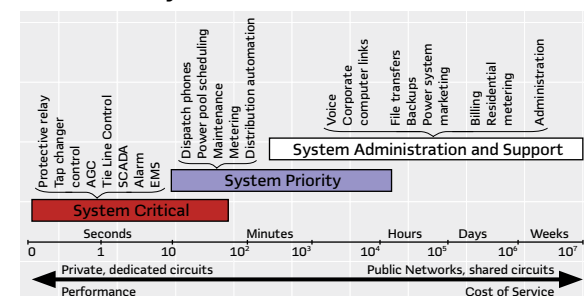 Protective relay
Tap changer
control
AGC
Tie Line Control
SCADA
Alarm
EMS
Dispatch phones
Power pool scheduling
Maintenance
Metering
Distribution automation
Voice
Corporate
computer links
File transfers
Backups
Power system
marketing
Billing
Residential
metering
Administration
System Administration and Support
System Priority
System Critical
Seconds Minutes Hours Days Weeks
0 1 10 10² 10³ 10⁴ 10⁵ 10⁶ 10⁷
Private, dedicated circuits Public Networks, shared circuits
Performance Cost of Service